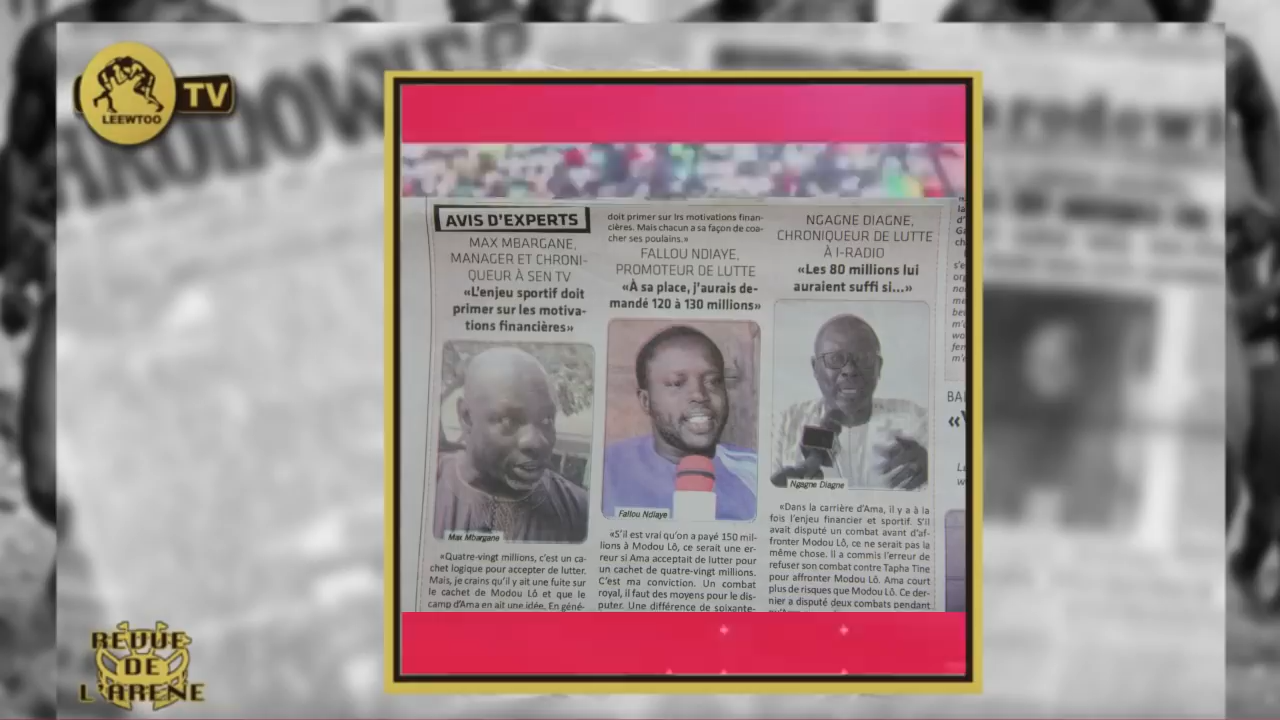 LEEWTOO
TV
AVIS D'EXPERTS
MAX MBARGANE,
MANAGER ET CHRONI-
QUEUR À SEN TV
«L'enjeu sportif doit
primer sur les motiva-
tions financières»
Max Mbargane
«Quatre-vingt millions, c'est un ca-
chet logique pour accepter de lutter.
Mais, je crains qu'il y ait une fuite sur
le cachet de Modou Lô et que le
camp d'Ama en ait une idée. En géné-
doit primer sur lrs motivations finan-
cières. Mais chacun a sa façon de coa-
cher ses poulains.»
FALLOU NDIAYE,
PROMOTEUR DE LUTTE
«À sa place, j'aurais de-
mandé 120 à 130 millions»
Fallou Ndiaye
«S'il est vrai qu'on a payé 150 mil-
lions à Modou Lô, ce serait une er-
reur si Ama acceptait de lutter pour
un cachet de quatre-vingt millions.
C'est ma conviction. Un combat
royal, il faut des moyens pour le dis-
puter. Une différence de soixante-
NGAGNE DIAGNE,
CHRONIQUEUR DE LUTTE
À I-RADIO
«Les 80 millions lui
auraient suffi si...»
Ngagne Diagne
«Dans la carrière d'Ama, il y a à la
fois l'enjeu financier et sportif. S'il
avait disputé un combat avant d'af-
fronter Modou Lô, ce ne serait pas la
même chose. Il a commis l'erreur de
refuser son combat contre Tapha Tine
pour affronter Modou Lô. Ama court
plus de risques que Modou Lô. Ce der-
nier a disputé deux combats pendant
REVUE
DE
L'ARENE